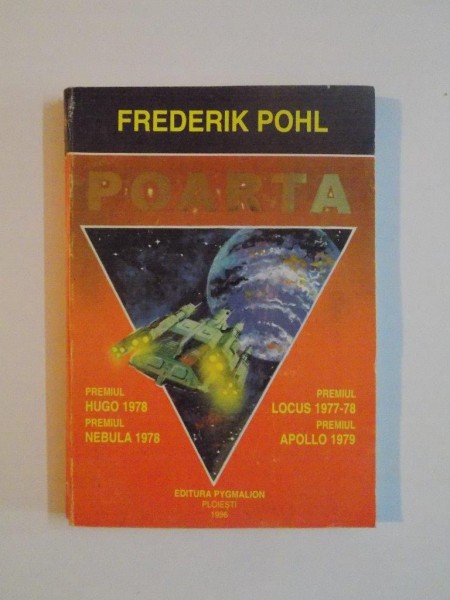 FREDERIK POHL
POARTA
PREMIUL
HUGO 1978
PREMIUL
NEBULA 1978
PREMIUL
LOCUS 1977-78
PREMIUL
APOLLO 1979
EDITURA PYGMALION
PLOIEȘTI
1996